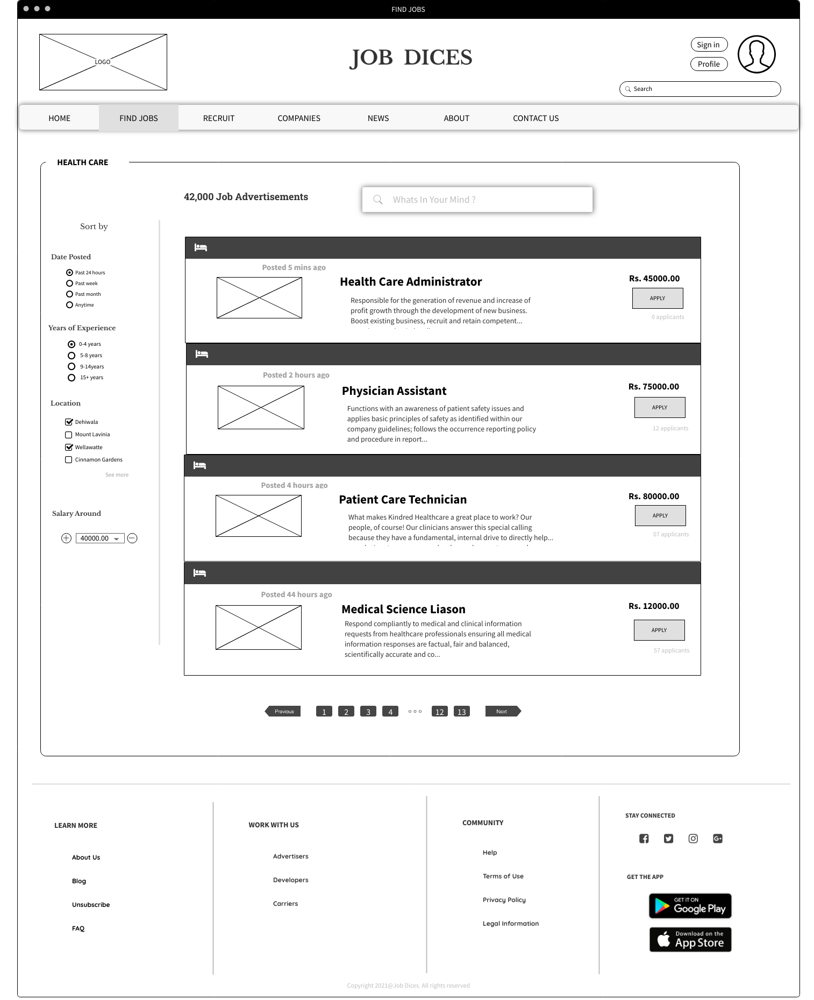 FIND JOBS
LOGO
JOB DICES
Sign in
Profile
Search
HOME
FIND JOBS
RECRUIT
COMPANIES
NEWS
ABOUT
CONTACT US
HEALTH CARE
42,000 Job Advertisements
Whats In Your Mind ?
Sort by
Date Posted
Past 24 hours
Past week
Past month
Anytime
Years of Experience
0-4 years
5-8 years
9-14years
15+ years
Location
Dehiwala
Mount Lavinia
Wellawatte
Cinnamon Gardens
See more
Salary Around
40000.00
Posted 5 mins ago
Health Care Administrator
Responsible for the generation of revenue and increase of
profit growth through the development of new business.
Boost existing business, recruit and retain competent...
Rs. 45000.00
APPLY
0 applicants
Posted 2 hours ago
Physician Assistant
Functions with an awareness of patient safety issues and
applies basic principles of safety as identified within our
company guidelines; follows the occurrence reporting policy
and procedure in report...
Rs. 75000.00
APPLY
12 applicants
Posted 4 hours ago
Patient Care Technician
What makes Kindred Healthcare a great place to work? Our
people, of course! Our clinicians answer this special calling
because they have a fundamental, internal drive to directly help...
Rs. 80000.00
APPLY
07 applicants
Posted 44 hours ago
Medical Science Liason
Respond compliantly to medical and clinical information
requests from healthcare professionals ensuring all medical
information responses are factual, fair and balanced,
scientifically accurate and co...
Rs. 12000.00
APPLY
57 applicants
Previous
1
2
3
4
12
13
Next
LEARN MORE
About Us
Blog
Unsubscribe
FAQ
WORK WITH US
Advertisers
Developers
Carriers
COMMUNITY
Help
Terms of Use
Privacy Policy
Legal Information
STAY CONNECTED
GET THE APP
GET IT ON
Google Play
Download on the
App Store
Copyright 2021@Job Dices. All rights reserved